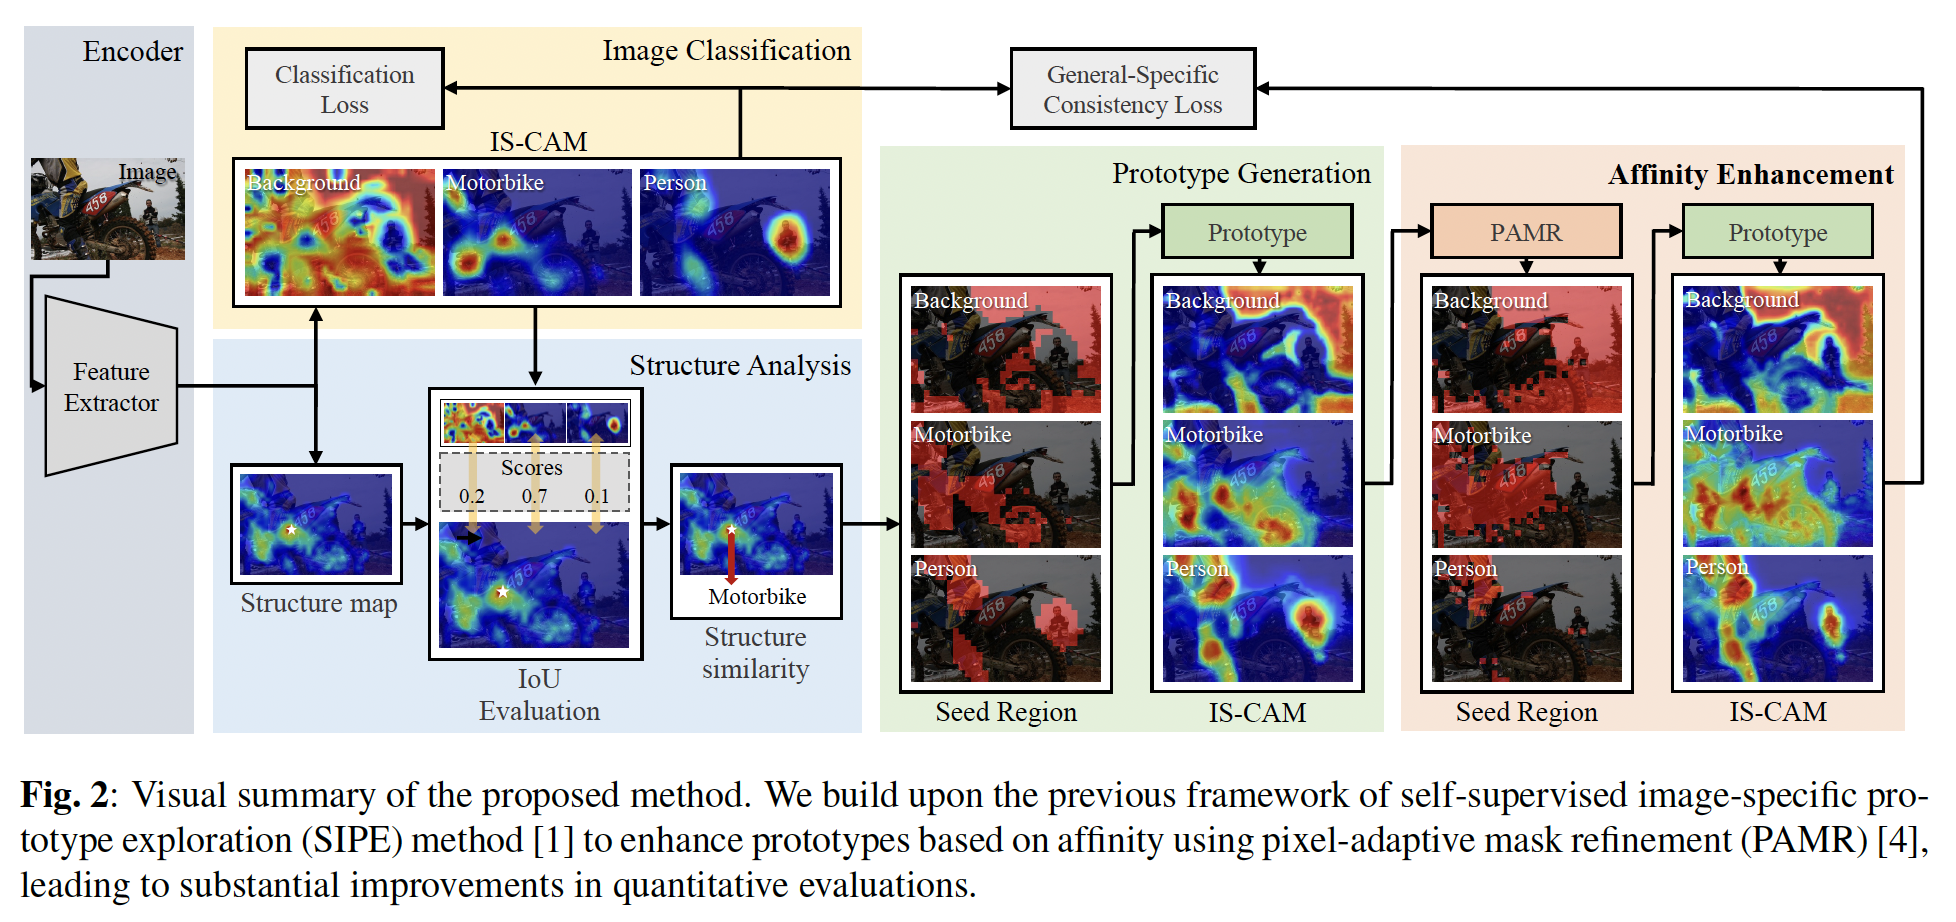 Encoder
Image
Feature
Extractor
Image Classification
Classification
Loss
IS-CAM
Background
Motorbike
Person
General-Specific
Consistency Loss
Structure Analysis
Structure map
Scores
0.2 0.7 0.1
IoU
Evaluation
Motorbike
Structure
similarity
Prototype Generation
Prototype
Background
Motorbike
Person
Seed Region
Background
Motorbike
Person
IS-CAM
Affinity Enhancement
PAMR
Prototype
Background
Motorbike
Person
Seed Region
Background
Motorbike
Person
IS-CAM
Fig. 2: Visual summary of the proposed method. We build upon the previous framework of self-supervised image-specific pro-
totype exploration (SIPE) method [1] to enhance prototypes based on affinity using pixel-adaptive mask refinement (PAMR) [4],
leading to substantial improvements in quantitative evaluations.